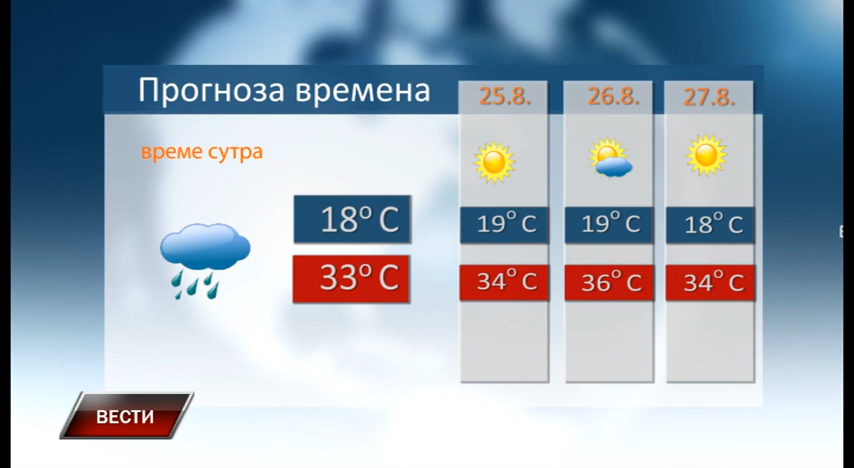 Прогноза времена
време сутра
18° C
33° C
25.8.
19° C
34° C
26.8.
19° C
36° C
27.8.
18° C
34° C
ВЕСТИ